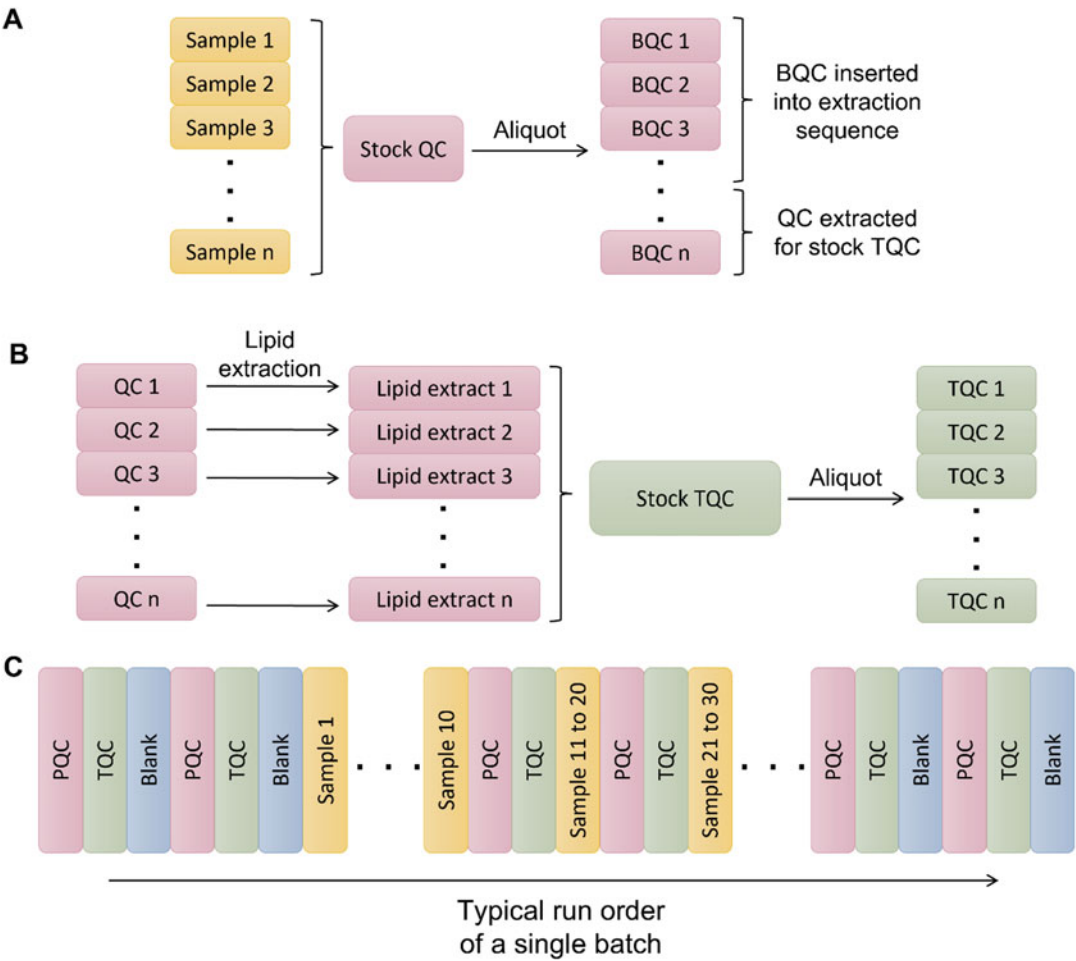 A
Sample 1
Sample 2
Sample 3
Sample n
Stock QC
Aliquot
BQC 1
BQC 2
BQC 3
BQC n
BQC inserted
into extraction
sequence
QC extracted
for stock TQC
B
QC 1
QC 2
QC 3
QC n
Lipid
extraction
Lipid extract 1
Lipid extract 2
Lipid extract 3
Lipid extract n
Stock TQC
Aliquot
TQC 1
TQC 2
TQC 3
TQC n
C
PQC
TQC
Blank
PQC
TQC
Blank
Sample 1
Sample 10
PQC
TQC
Sample 11 to 20
PQC
TQC
Sample 21 to 30
PQC
TQC
Blank
PQC
TQC
Blank
Typical run order
of a single batch